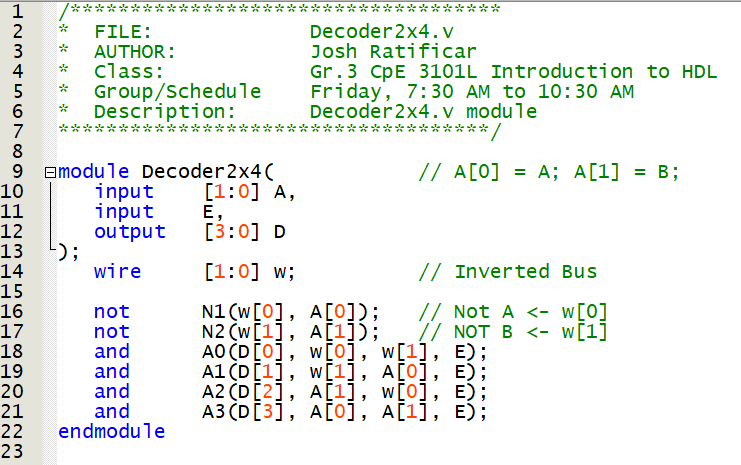 1 /************************************
2 *  FILE:             Decoder2x4.v
3 *  AUTHOR:           Josh Ratificar
4 *  Class:            Gr.3 CpE 3101L Introduction to HDL
5 *  Group/Schedule    Friday, 7:30 AM to 10:30 AM
6 *  Description:      Decoder2x4.v module
7 ************************************/
8
9 module Decoder2x4(            // A[0] = A; A[1] = B;
10    input    [1:0] A,
11    input    E,
12    output   [3:0] D
13 );
14    wire     [1:0] w;          // Inverted Bus
15
16    not      N1(w[0], A[0]);   // Not A <- w[0]
17    not      N2(w[1], A[1]);   // NOT B <- w[1]
18    and      A0(D[0], w[0], w[1], E);
19    and      A1(D[1], w[1], A[0], E);
20    and      A2(D[2], A[1], w[0], E);
21    and      A3(D[3], A[0], A[1], E);
22 endmodule
23